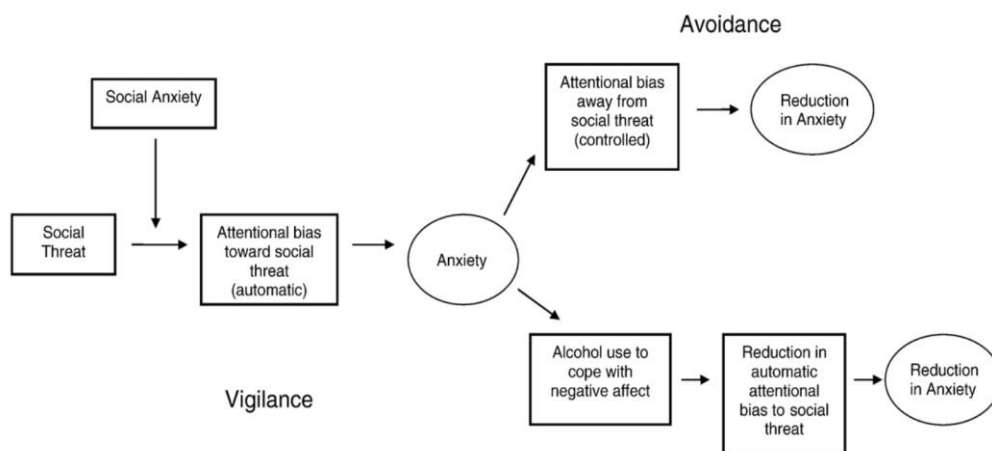 Avoidance
Social Anxiety
Attentional bias
away from
social threat
(controlled)
Reduction
in Anxiety
Social
Threat
Attentional bias
toward social
threat
(automatic)
Anxiety
Vigilance
Alcohol use to
cope with
negative affect
Reduction in
automatic
attentional
bias to social
threat
Reduction
in Anxiety